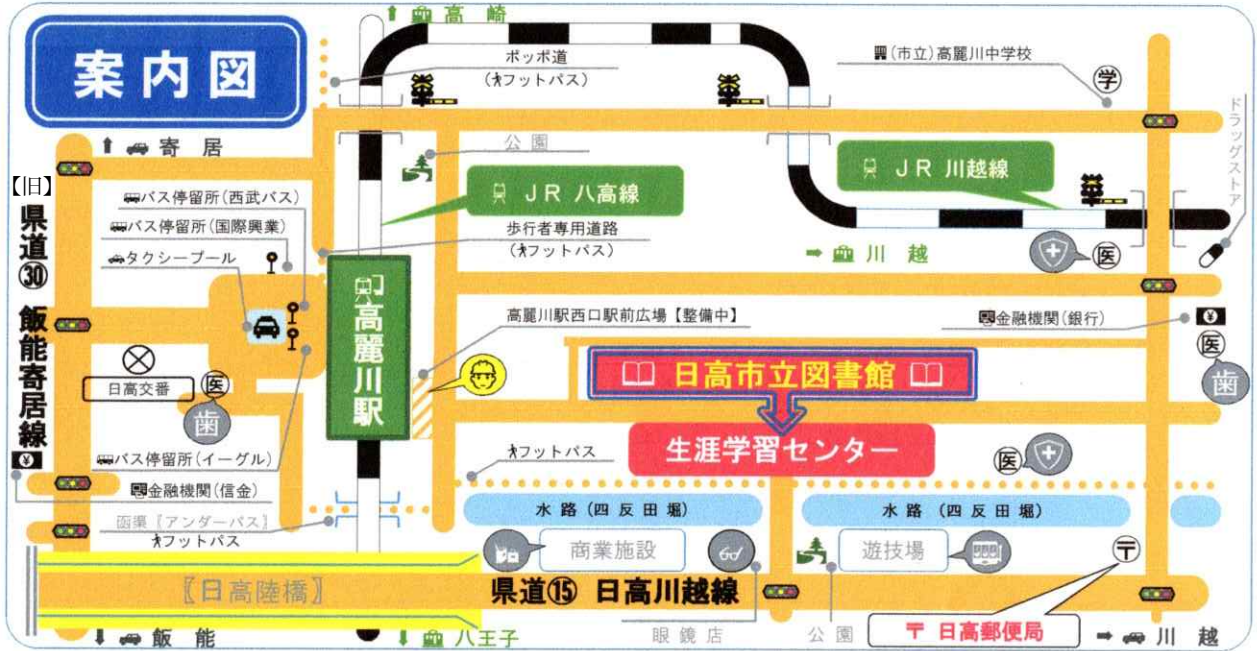 案内図
↑ 高崎
ポッポ道
(フットパス)
(市立)高麗川中学校
学
ドラッグストア
↑ 寄居
公園
【旧】
県道㉚ 飯能寄居線
バス停留所(西武バス)
バス停留所(国際興業)
タクシープール
JR 八高線
JR 川越線
歩行者専用道路
(フットパス)
→ 川越
医
高麗川駅
高麗川駅西口駅前広場【整備中】
金融機関(銀行)
¥
医
歯
日高交番
医
歯
日高市立図書館
生涯学習センター
医
バス停留所(イーグル)
フットパス
¥
金融機関(信金)
函渠〖アンダーパス〗
フットパス
水路(四反田堀)
水路(四反田堀)
商業施設
遊技場
〒
〖日高陸橋〗
県道⑮ 日高川越線
↓ 飯能
↓ 八王子
眼鏡店
公園
〒 日高郵便局
→ 川越